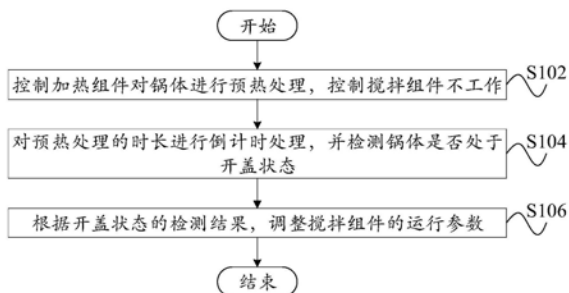 开始
S102
控制加热组件对锅体进行预热处理，控制搅拌组件不工作
S104
对预热处理的时长进行倒计时处理，并检测锅体是否处于
开盖状态
S106
根据开盖状态的检测结果，调整搅拌组件的运行参数
结束